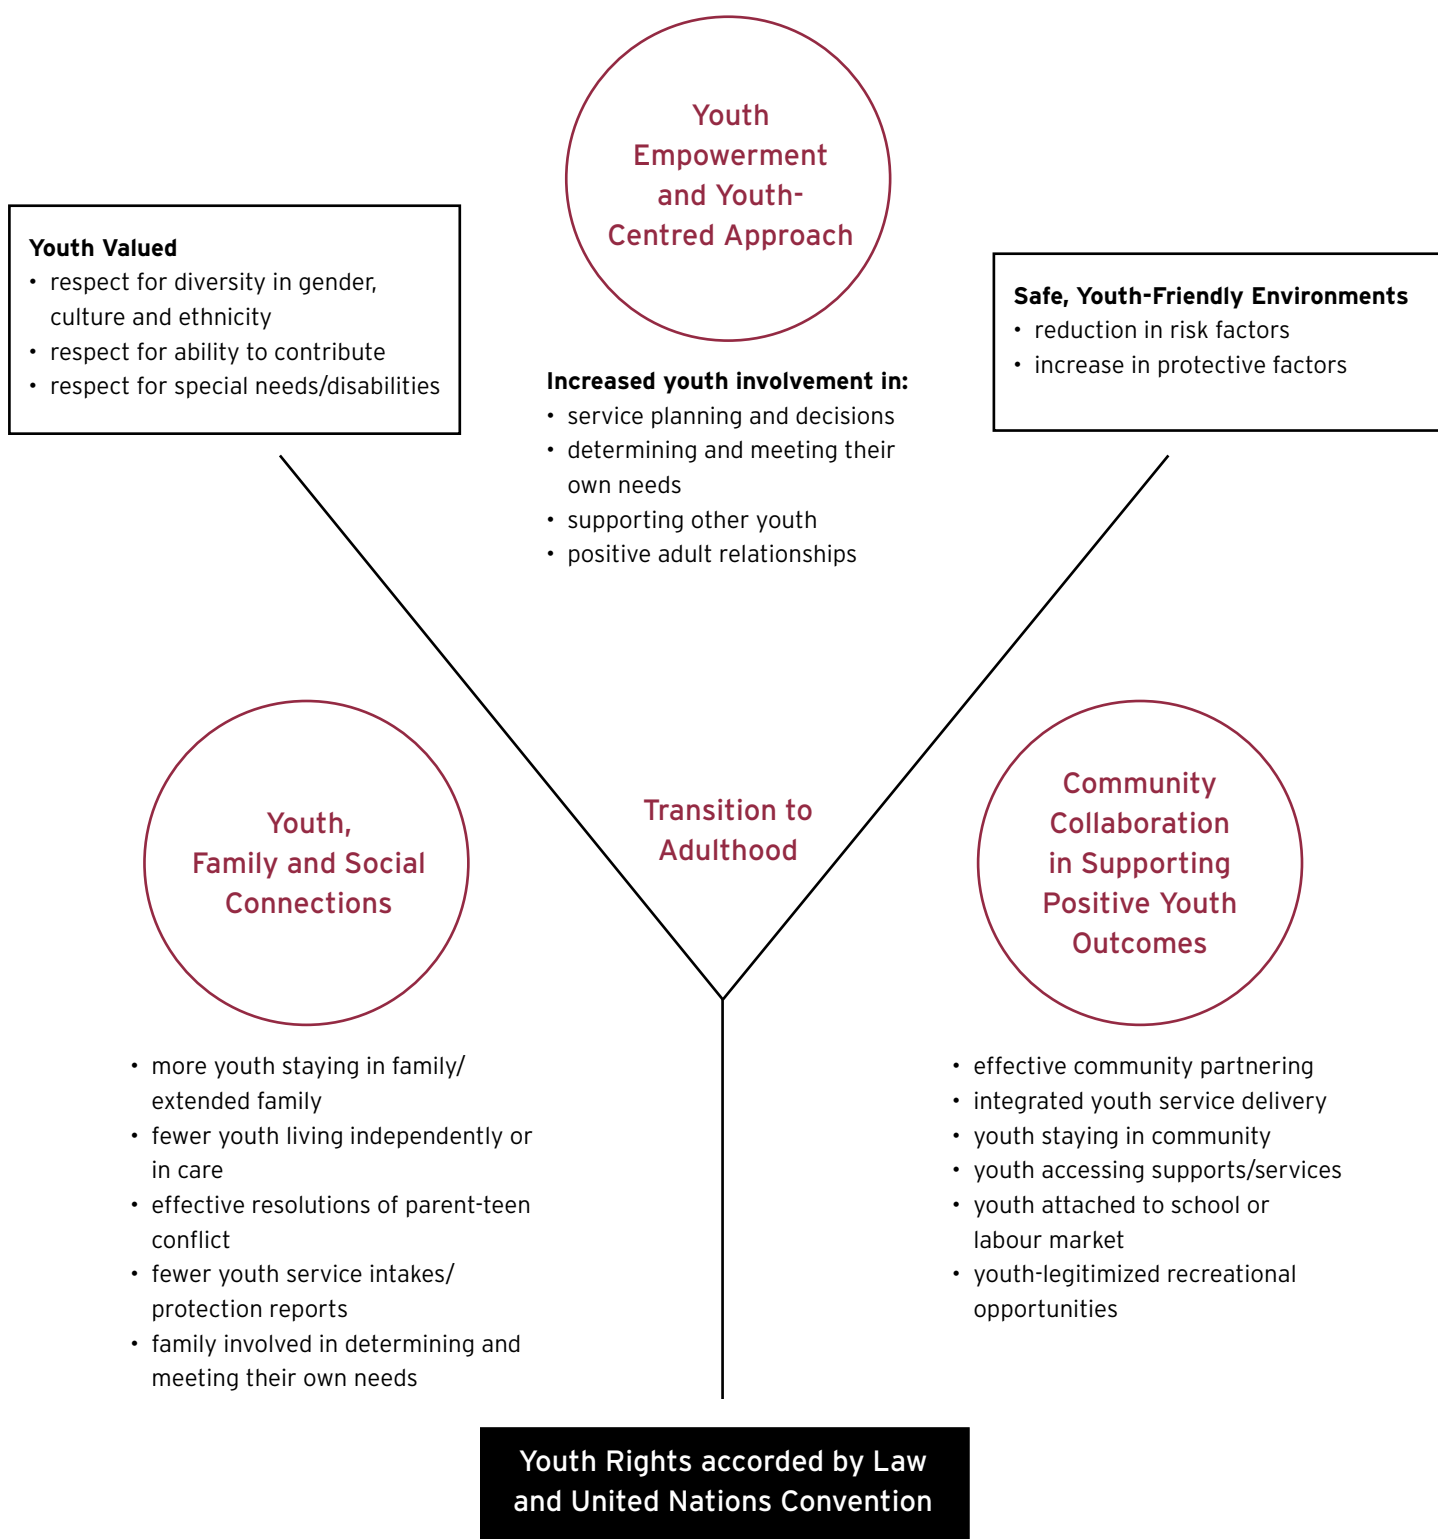 Youth
Empowerment
and Youth-
Centred Approach
Youth Valued
• respect for diversity in gender,
culture and ethnicity
• respect for ability to contribute
• respect for special needs/disabilities
Safe, Youth-Friendly Environments
• reduction in risk factors
• increase in protective factors
Increased youth involvement in:
• service planning and decisions
• determining and meeting their
own needs
• supporting other youth
• positive adult relationships
Youth,
Family and Social
Connections
Transition to
Adulthood
Community
Collaboration
in Supporting
Positive Youth
Outcomes
• more youth staying in family/
extended family
• fewer youth living independently or
in care
• effective resolutions of parent-teen
conflict
• fewer youth service intakes/
protection reports
• family involved in determining and
meeting their own needs
• effective community partnering
• integrated youth service delivery
• youth staying in community
• youth accessing supports/services
• youth attached to school or
labour market
• youth-legitimized recreational
opportunities
Youth Rights accorded by Law
and United Nations Convention